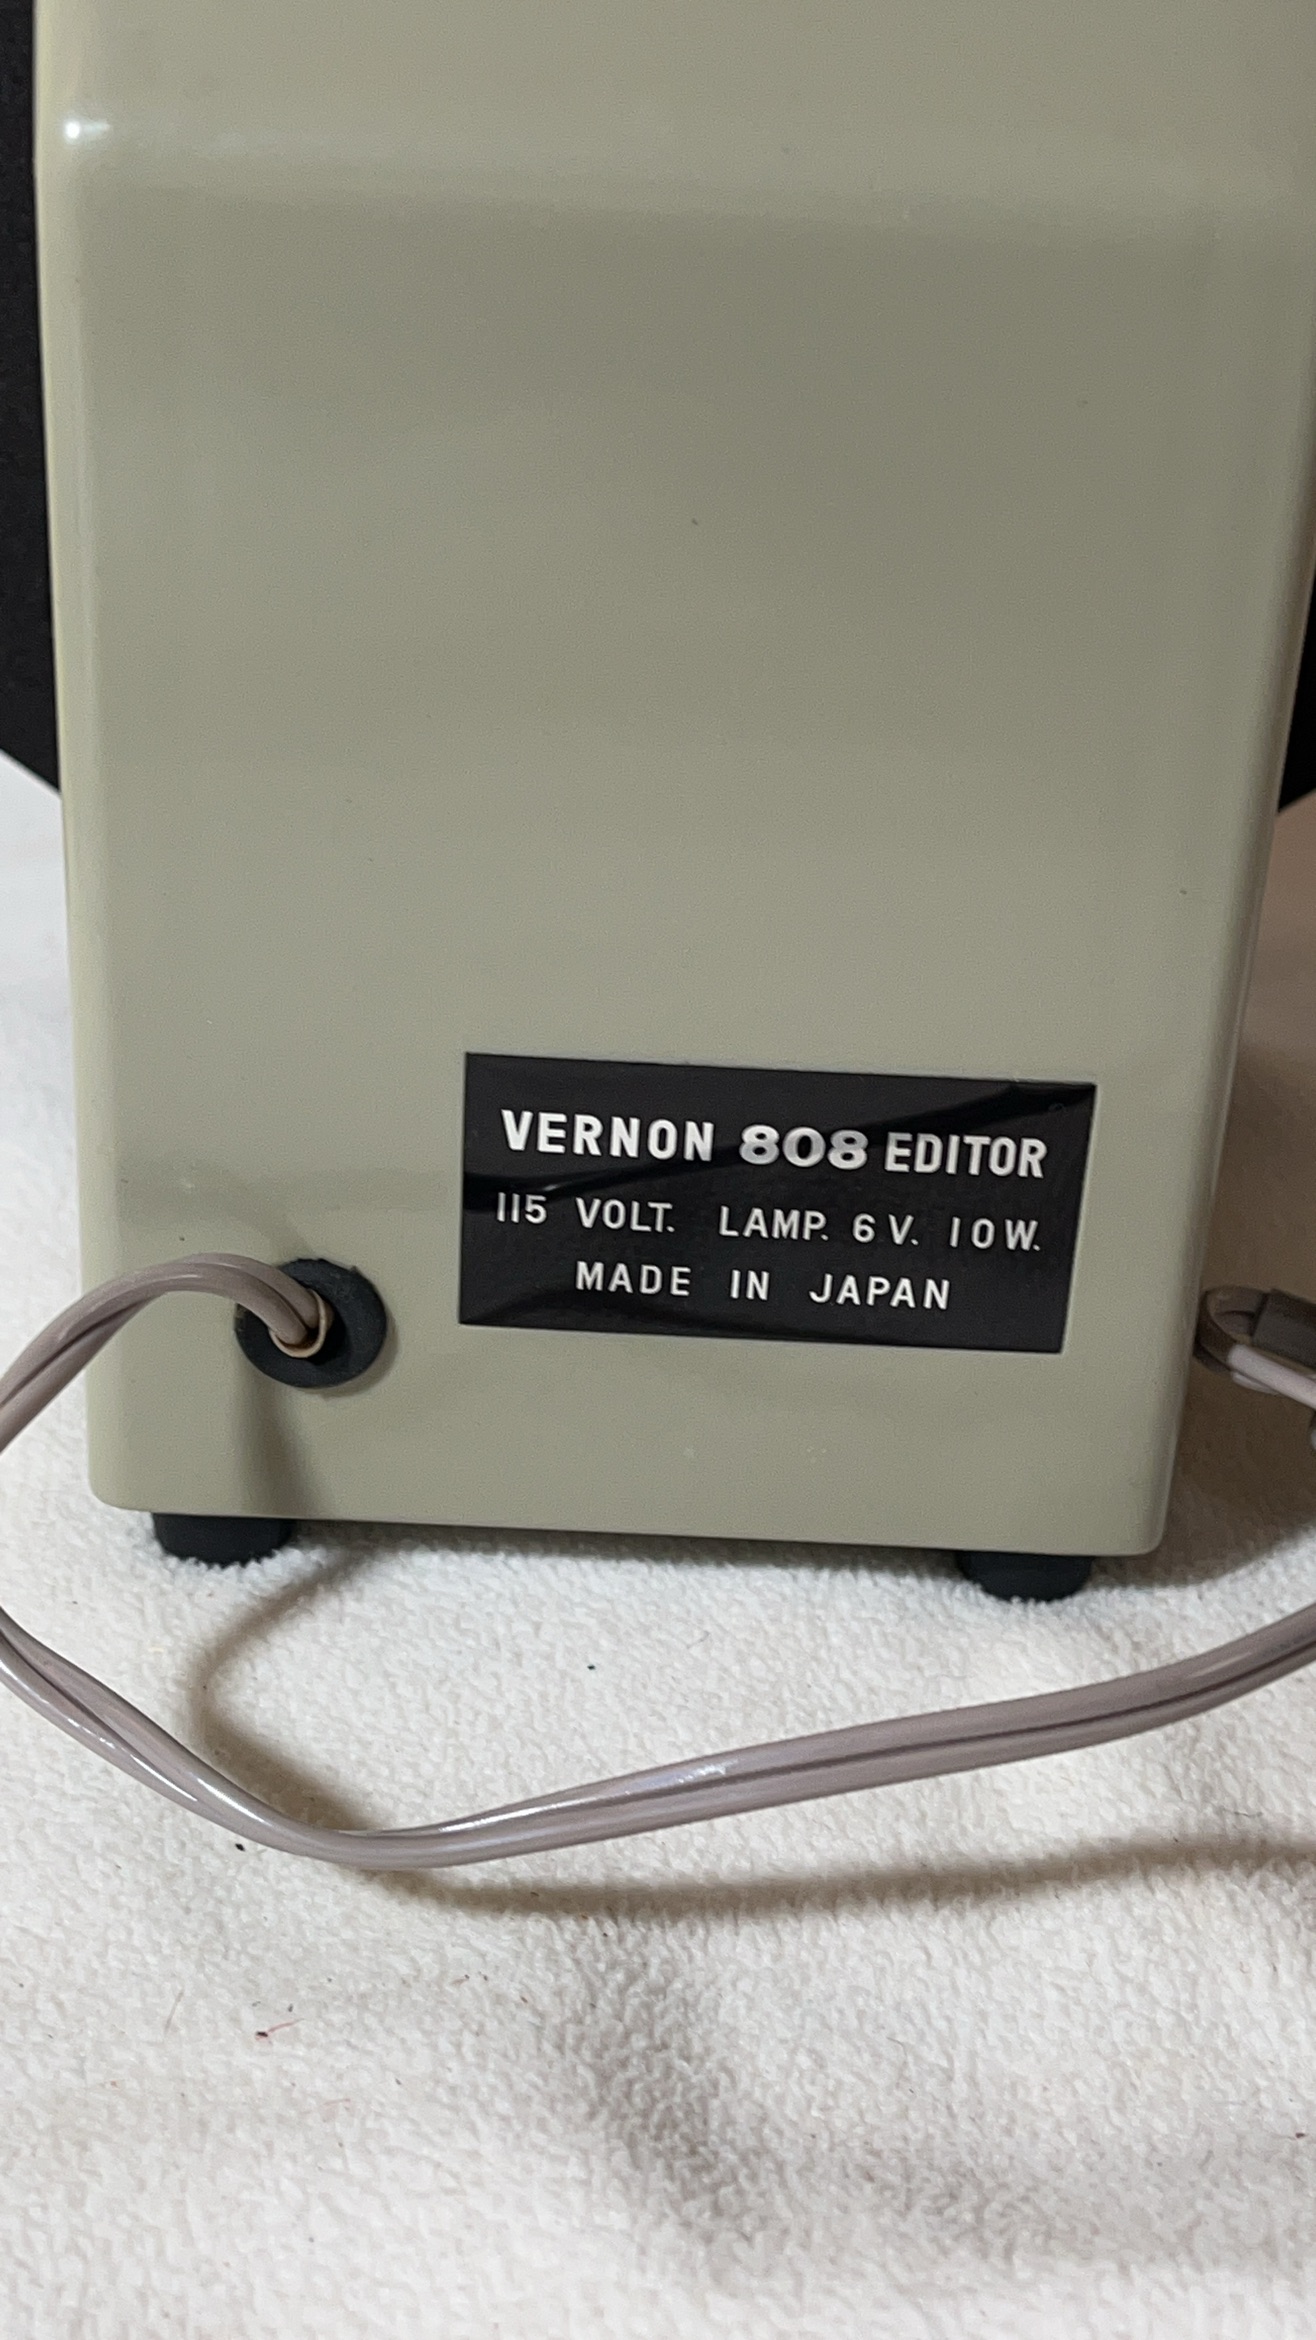 VERNON 808 EDITOR
115 VOLT. LAMP. 6 V. 10 W.
MADE IN JAPAN